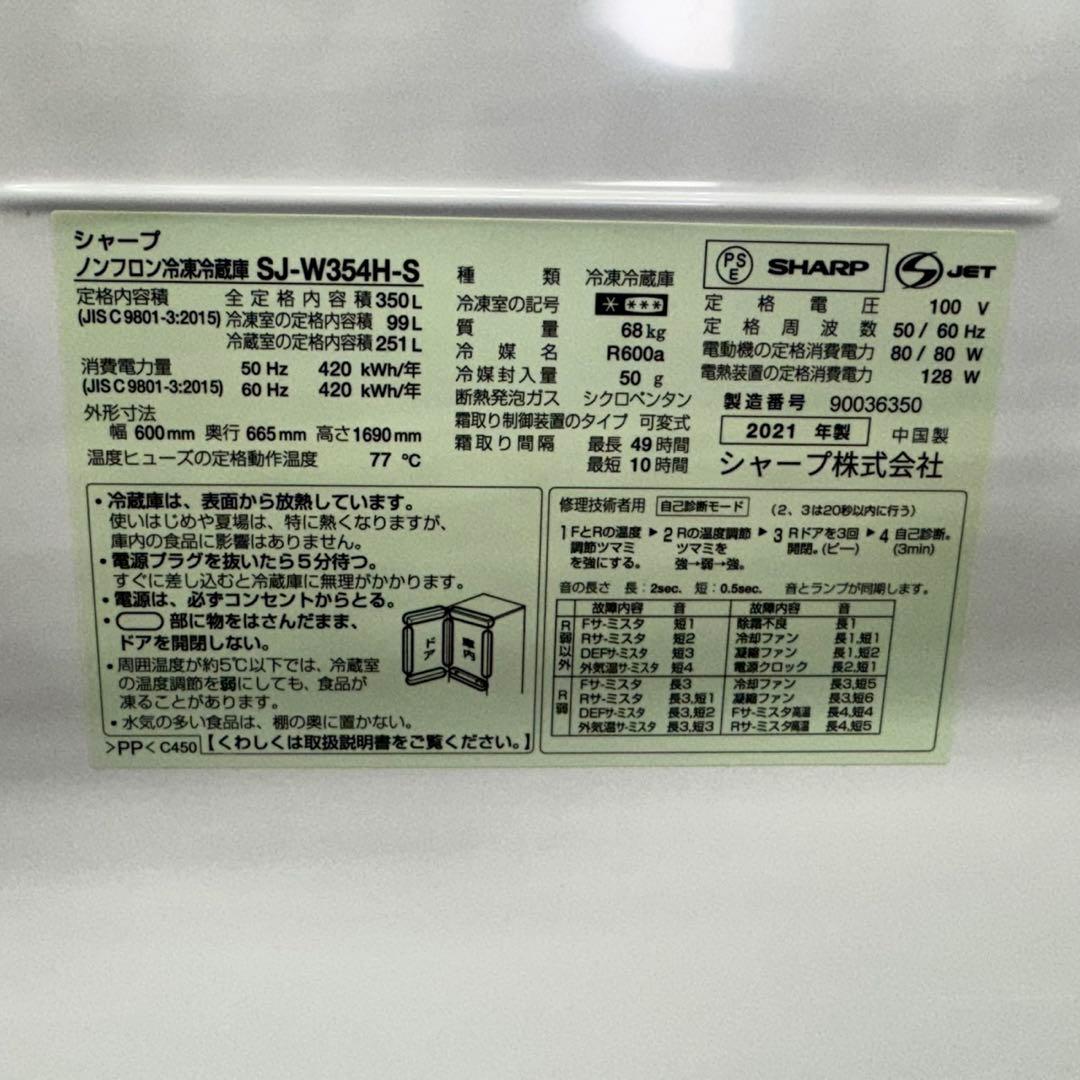 シャープ
ノンフロン冷凍冷蔵庫 SJ-W354H-S
定格内容積 全定格内容積 350 L
(JIS C 9801-3:2015) 冷凍室の定格内容積 99 L
冷蔵室の定格内容積 251 L
消費電力量 50 Hz 420 kWh/年
(JIS C 9801-3:2015) 60 Hz 420 kWh/年
外形寸法
幅 600mm 奥行 665mm 高さ1690mm
温度ヒューズの定格動作温度 77 ℃
種類 冷凍冷蔵庫
冷凍室の記号 * ***
質量 68kg
冷媒名 R600a
冷媒封入量 50 g
断熱発泡ガス シクロペンタン
霜取り制御装置のタイプ 可変式
霜取り間隔 最長 49時間
最短 10時間
PS E SHARP S JET
定格電圧 100 V
定格周波数 50 / 60 Hz
電動機の定格消費電力 80 / 80 W
電熱装置の定格消費電力 128 W
製造番号 90036350
2021 年製 中国製
シャープ株式会社
・冷蔵庫は、表面から放熱しています。
使いはじめや夏場は、特に熱くなりますが、
庫内の食品に影響はありません。
・電源プラグを抜いたら5分待つ。
すぐに差し込むと冷蔵庫に無理がかかります。
・電源は、必ずコンセントからとる。
・ 部に物をはさんだまま、
ドアを開閉しない。
ドア 庫内
・周囲温度が約5℃以下では、冷蔵室
の温度調節を弱にしても、食品が
凍ることがあります。
・水気の多い食品は、棚の奥に置かない。
>PP< C450 【くわしくは取扱説明書をご覧ください。】
修理技術者用 自己診断モード (2、3は20秒以内に行う)
1 FとRの温度 ▶ 2 Rの温度調節 ▶ 3 Rドアを3回 ▶ 4 自己診断。
調節ツマミ ツマミを 開閉。(ピー) (3min)
を強にする。 強→弱→強。
音の長さ 長：2sec. 短：0.5sec. 音とランプが同期します。
故障内容 音 故障内容 音
R弱以外 Fサーミスタ 短1 除霜不良 長1
Rサーミスタ 短2 冷却ファン 長1,短1
DEFサーミスタ 短3 凝縮ファン 長1,短2
外気温サーミスタ 短4 電源クロック 長2,短1
R弱 Fサーミスタ 長3 冷却ファン 長3,短5
Rサーミスタ 長3,短1 凝縮ファン 長3,短6
DEFサーミスタ 長3,短2 Fサーミスタ高温 長4,短4
外気温サーミスタ 長3,短3 Rサーミスタ高温 長4,短5